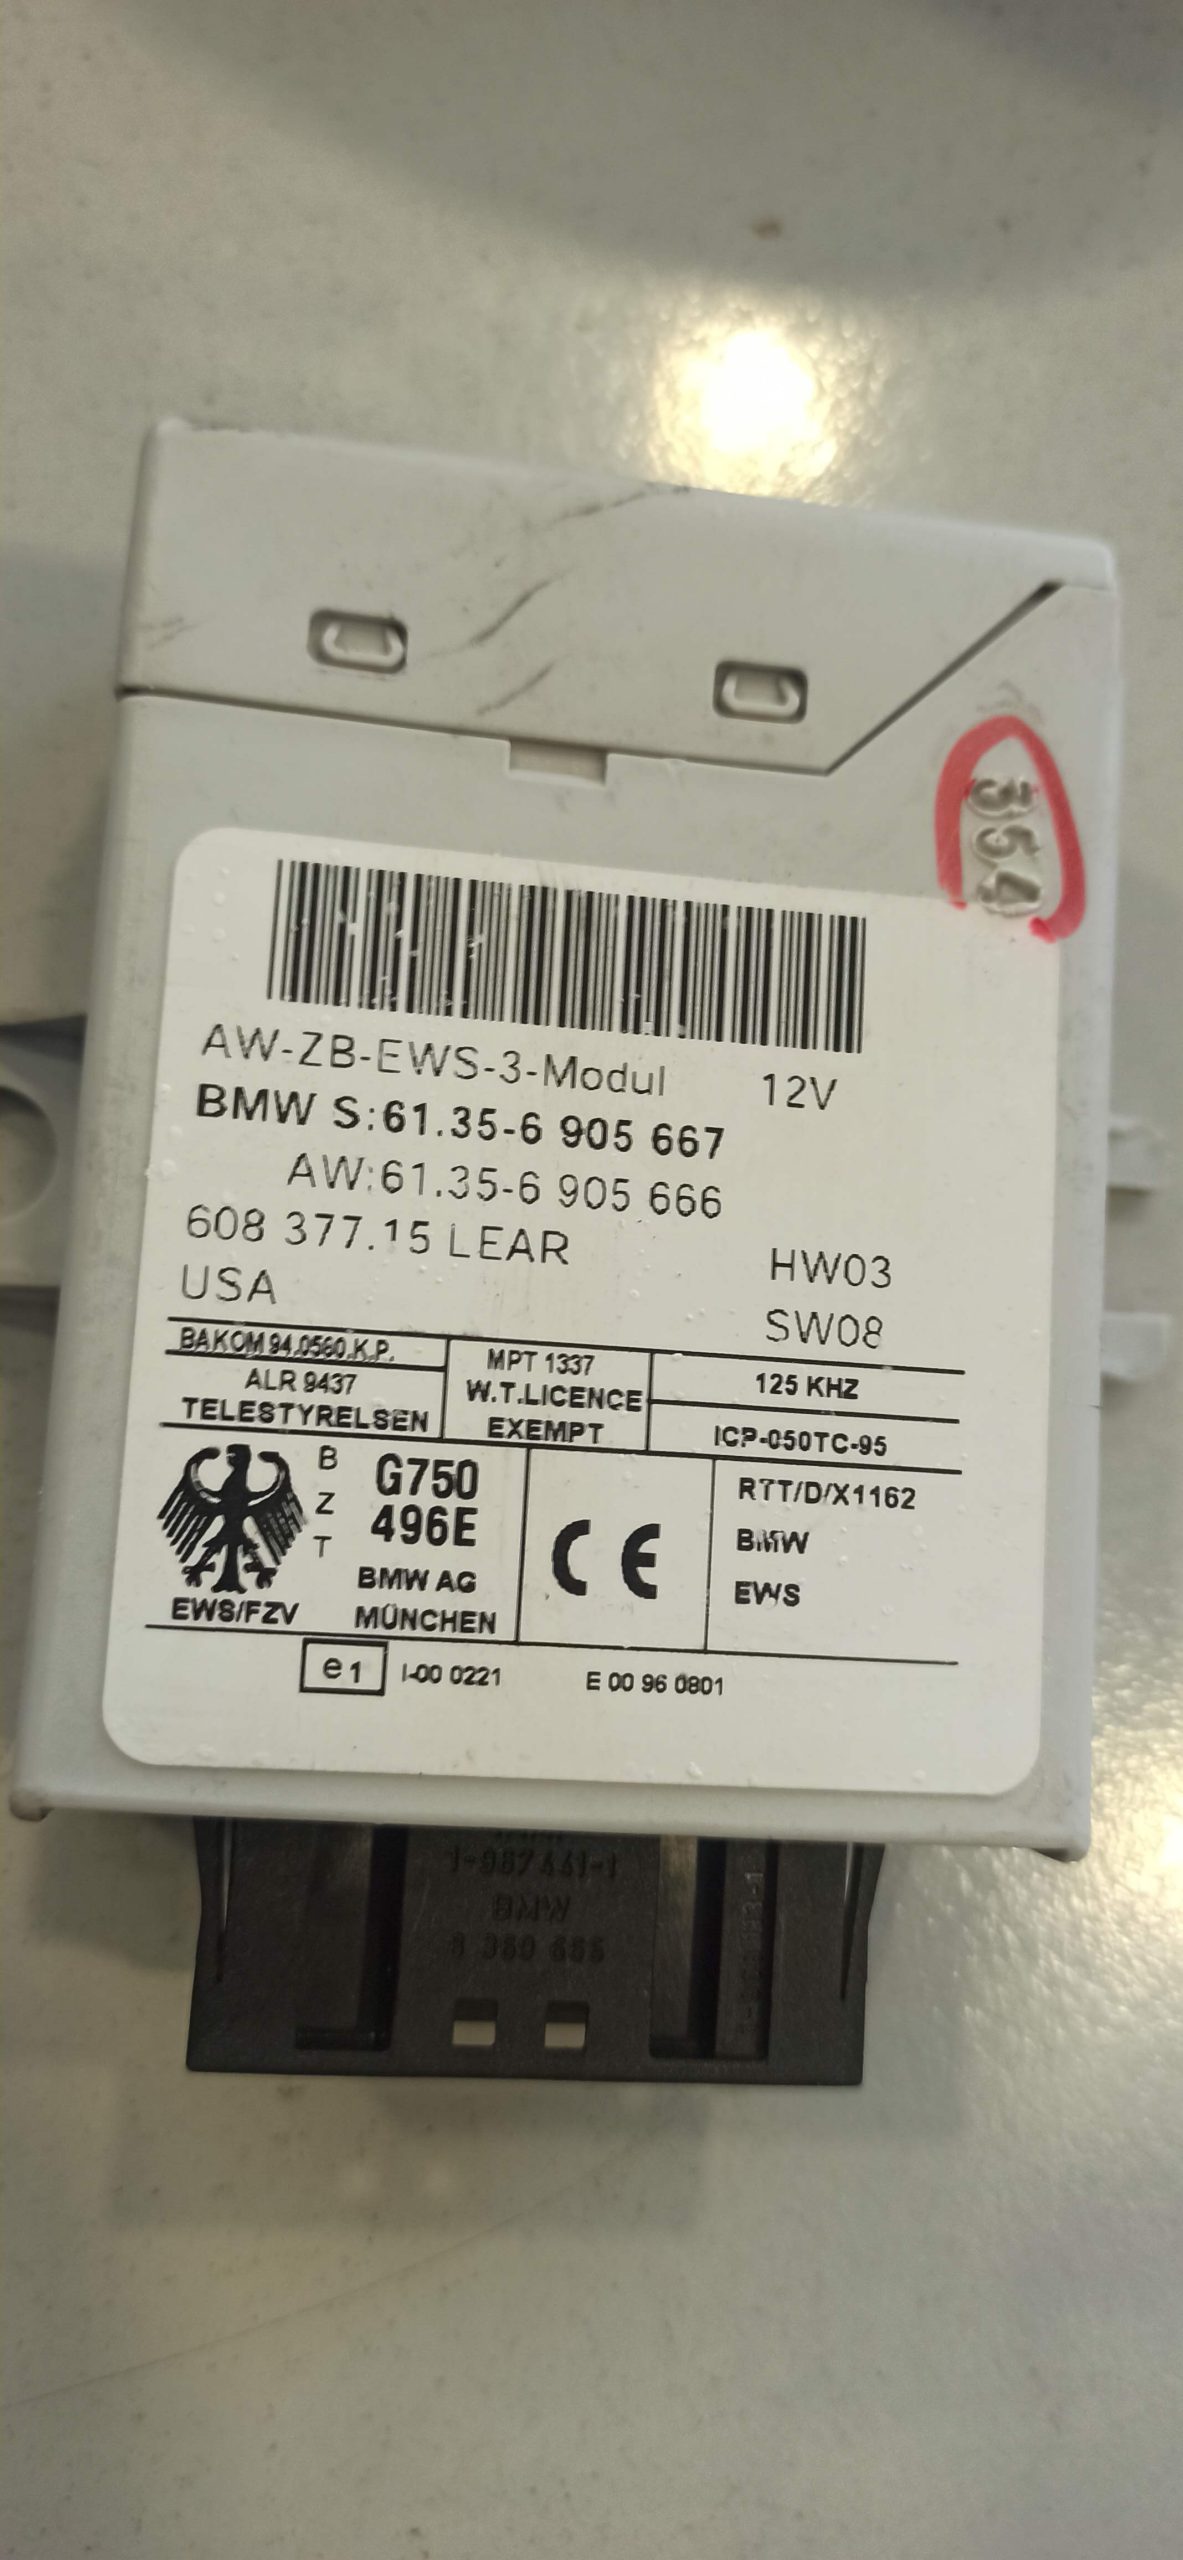 354
AW-ZB-EWS-3-Modul 12V
BMW S:61.35-6 905 667
AW:61.35-6 905 666
608 377.15 LEAR HW03
USA SW08
BAKOM 94.0560.K.P.
ALR 9437
TELESTYRELSEN
MPT 1337
W.T.LICENCE
EXEMPT
125 KHZ
ICP-050TC-95
B
Z
T
G750
496E
BMW AG
EWS/FZV MÜNCHEN
CE
RTT/D/X1162
BMW
EWS
e1 I-00 0221 E 00 96 0801
1-967441-1
BMW